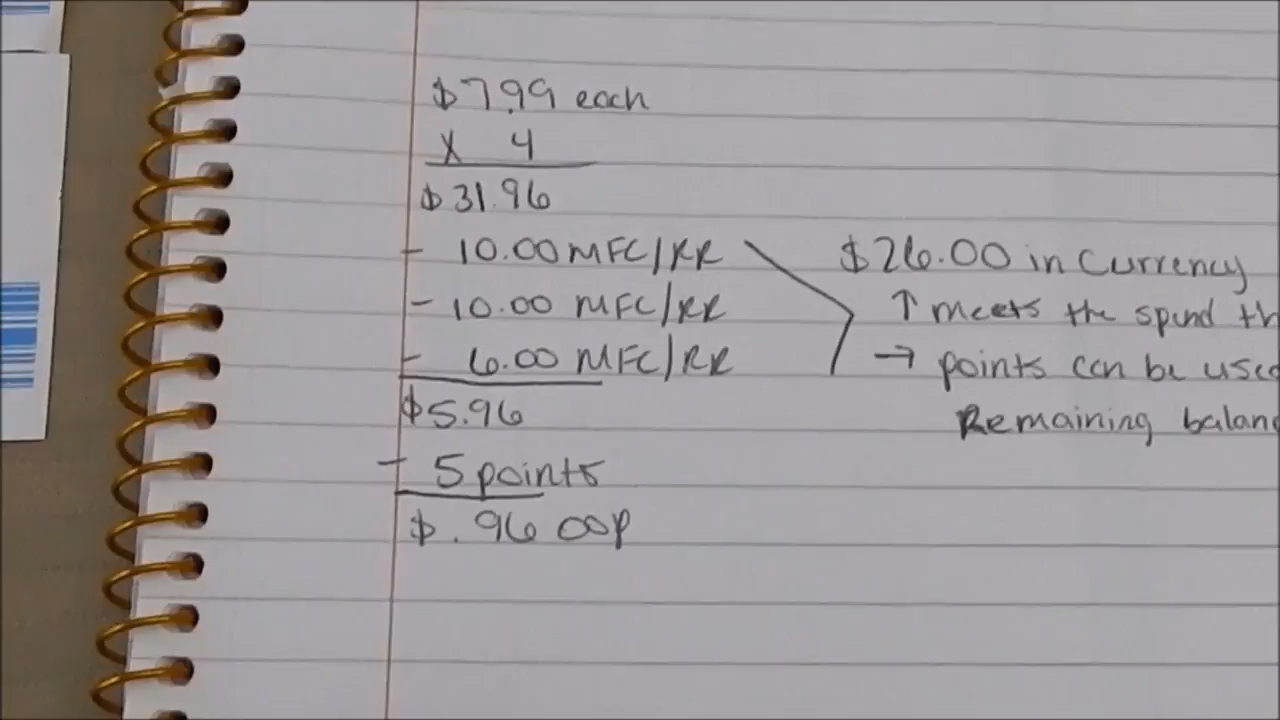 $7.99 each
x 4
$31.96
- 10.00 MFC/RR
- 10.00 MFC/RR
- 6.00 MFC/RR
$5.96
- 5 points
$.96 OOP
$26.00 in currency
↑ meets the spend th
→ points can be used
Remaining balanc